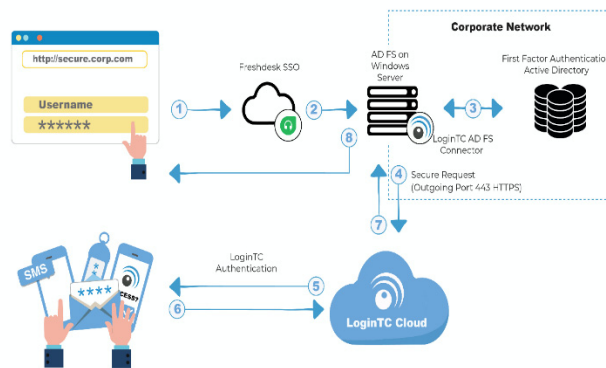 Corporate Network
http://secure.corp.com
Username
******
Freshdesk SSO
AD FS on
Windows
Server
First Factor Authenticatio
Active Directory
1
2
3
8
LoginTC AD FS
Connector
4
Secure Request
(Outgoing Port 443 HTTPS)
7
SMS
****
CESS?
LoginTC
Authentication
5
6
LoginTC Cloud